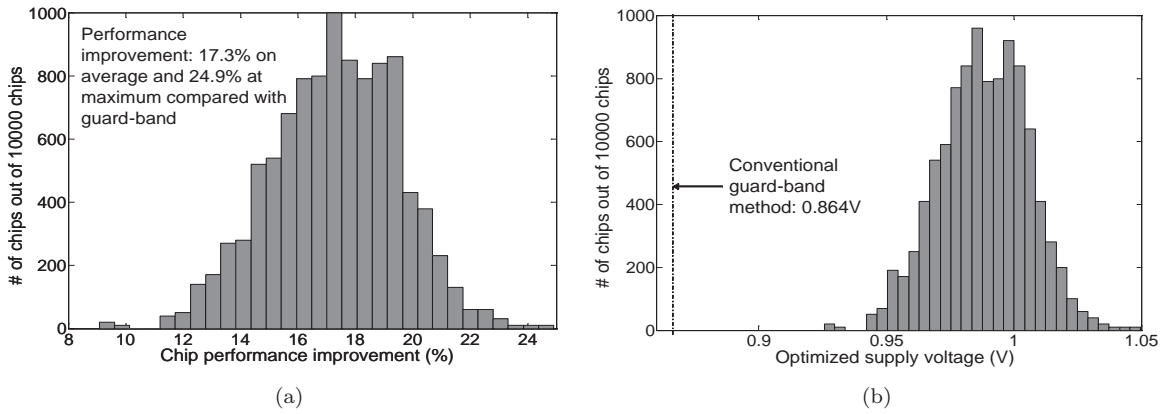 1000
800
600
400
200
0
# of chips out of 10000 chips
Performance
improvement: 17.3% on
average and 24.9% at
maximum compared with
guard-band
8 10 12 14 16 18 20 22 24
Chip performance improvement (%)
(a)
1000
800
600
400
200
0
# of chips out of 10000 chips
Conventional
guard-band
method: 0.864V
0.9 0.95 1 1.05
Optimized supply voltage (V)
(b)